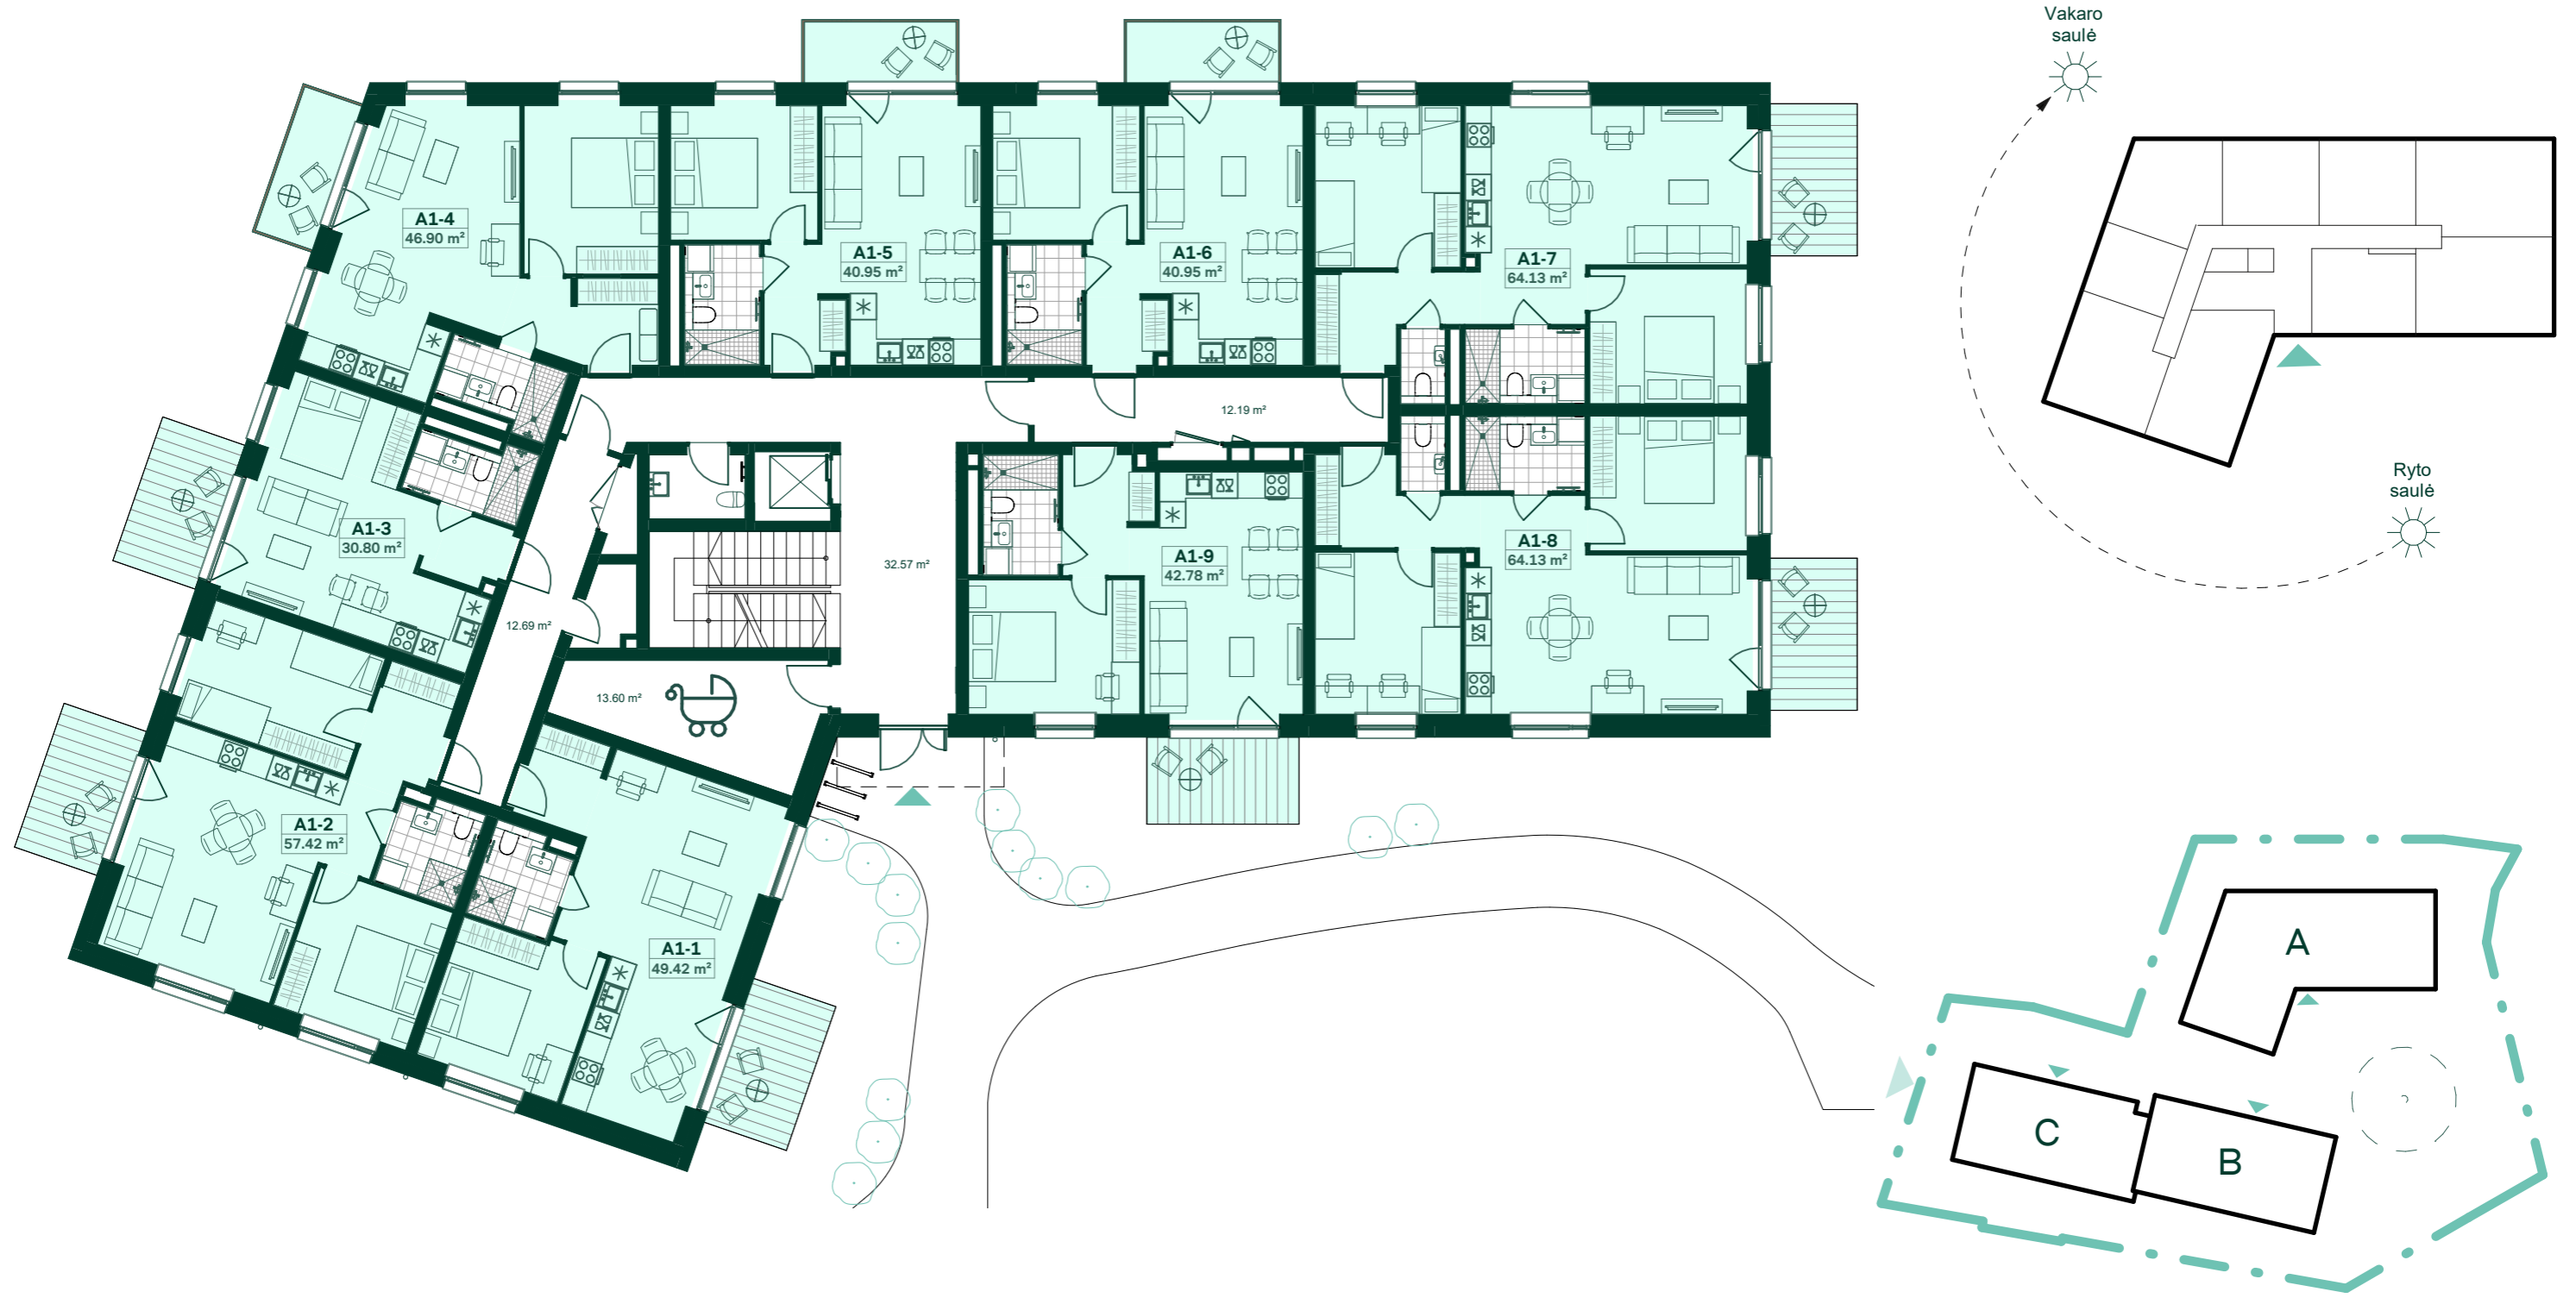 Vakaro
saulė
A1-4
46.90 m²
A1-5
40.95 m²
A1-6
40.95 m²
A1-7
64.13 m²
12.19 m²
Ryto
saulė
A1-3
30.80 m²
32.57 m²
A1-9
42.78 m²
A1-8
64.13 m²
12.69 m²
13.60 m²
A1-2
57.42 m²
A1-1
49.42 m²
A
C
B